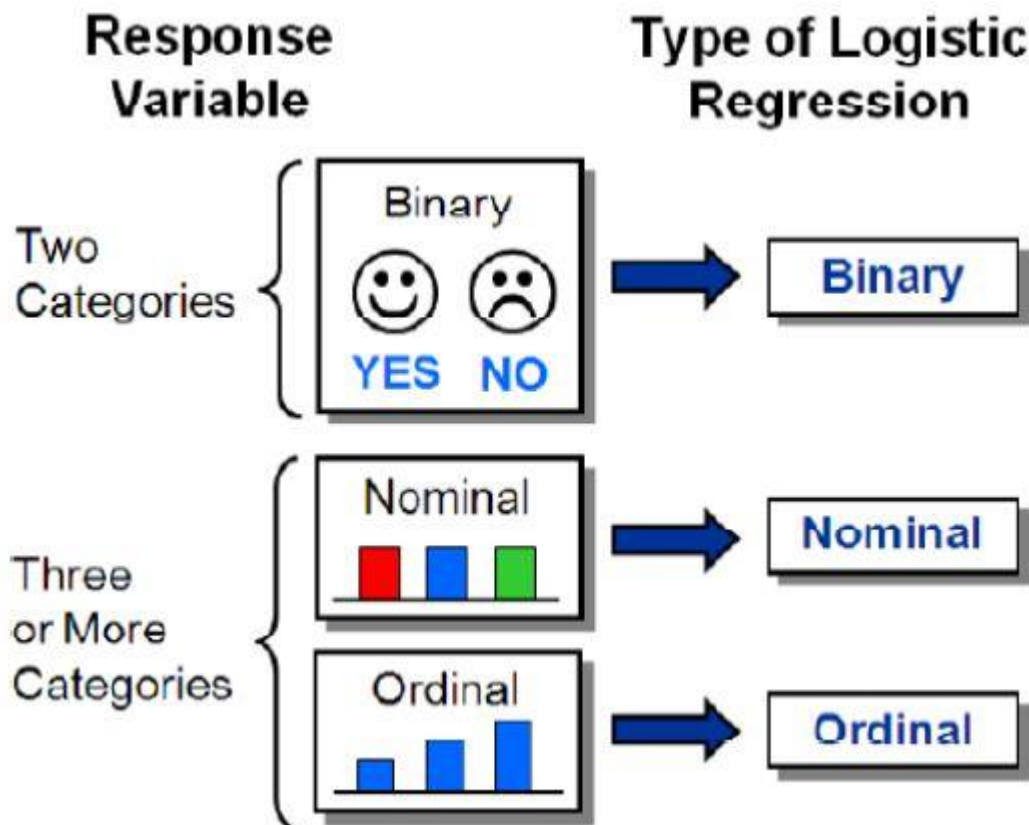 Response
Variable
Type of Logistic
Regression
Two
Categories
Binary
YES NO
Binary
Three
or More
Categories
Nominal
Nominal
Ordinal
Ordinal